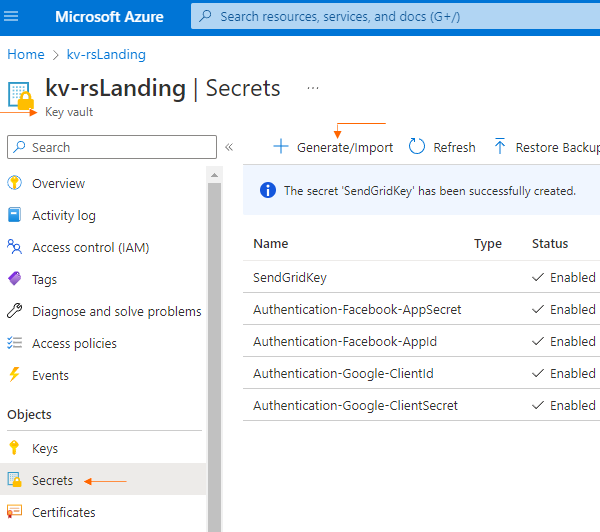 Microsoft Azure
Search resources, services, and docs (G+/)
Home > kv-rsLanding
kv-rsLanding | Secrets ...
Key vault
Search «
Overview
Activity log
Access control (IAM)
Tags
Diagnose and solve problems
Access policies
Events
Objects
Keys
Secrets
Certificates
+ Generate/Import Refresh Restore Backup
The secret 'SendGridKey' has been successfully created.
Name Type Status
SendGridKey ✓ Enabled
Authentication-Facebook-AppSecret ✓ Enabled
Authentication-Facebook-AppId ✓ Enabled
Authentication-Google-ClientId ✓ Enabled
Authentication-Google-ClientSecret ✓ Enabled